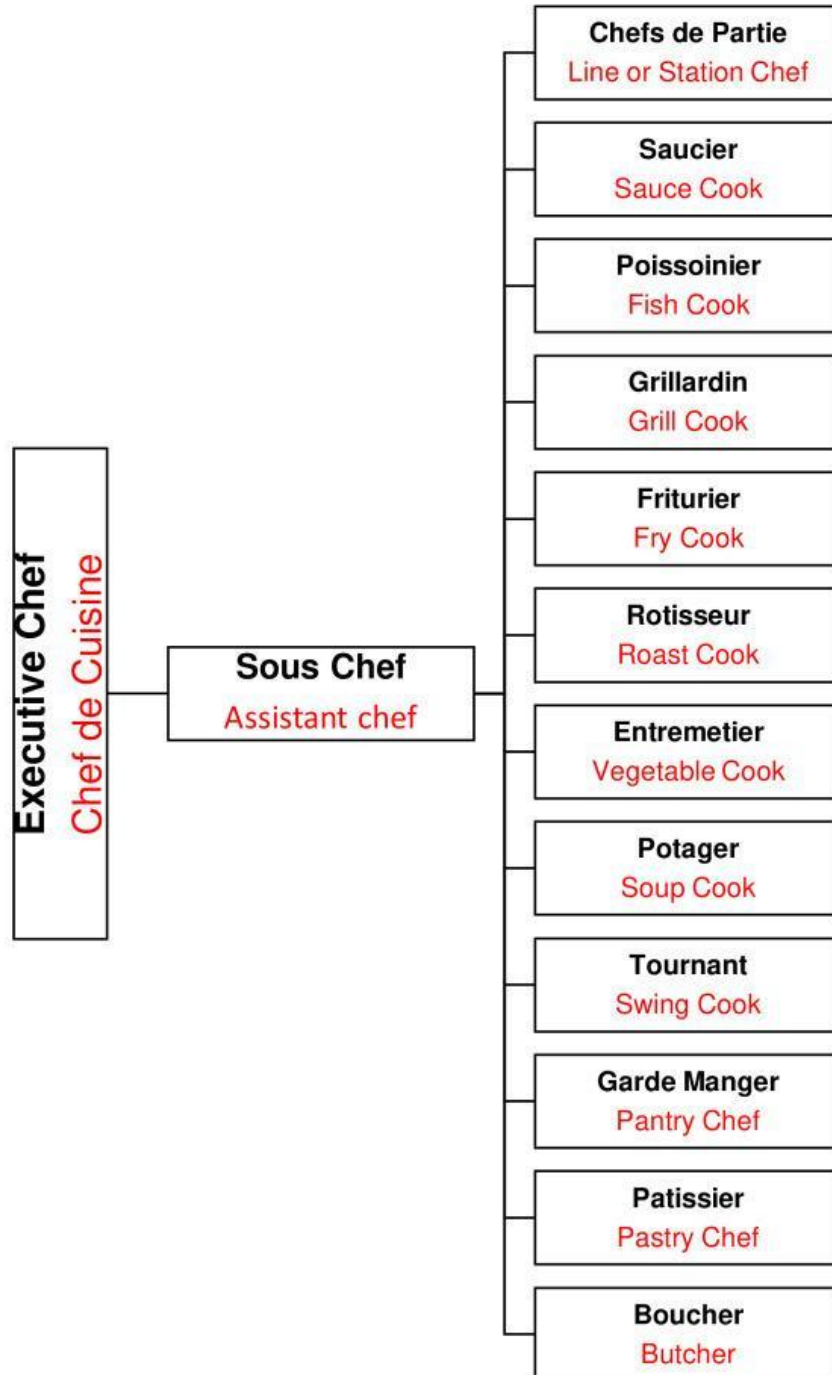 Executive Chef
Chef de Cuisine
Sous Chef
Assistant chef
Chefs de Partie
Line or Station Chef
Saucier
Sauce Cook
Poissoinier
Fish Cook
Grillardin
Grill Cook
Friturier
Fry Cook
Rotisseur
Roast Cook
Entremetier
Vegetable Cook
Potager
Soup Cook
Tournant
Swing Cook
Garde Manger
Pantry Chef
Patissier
Pastry Chef
Boucher
Butcher